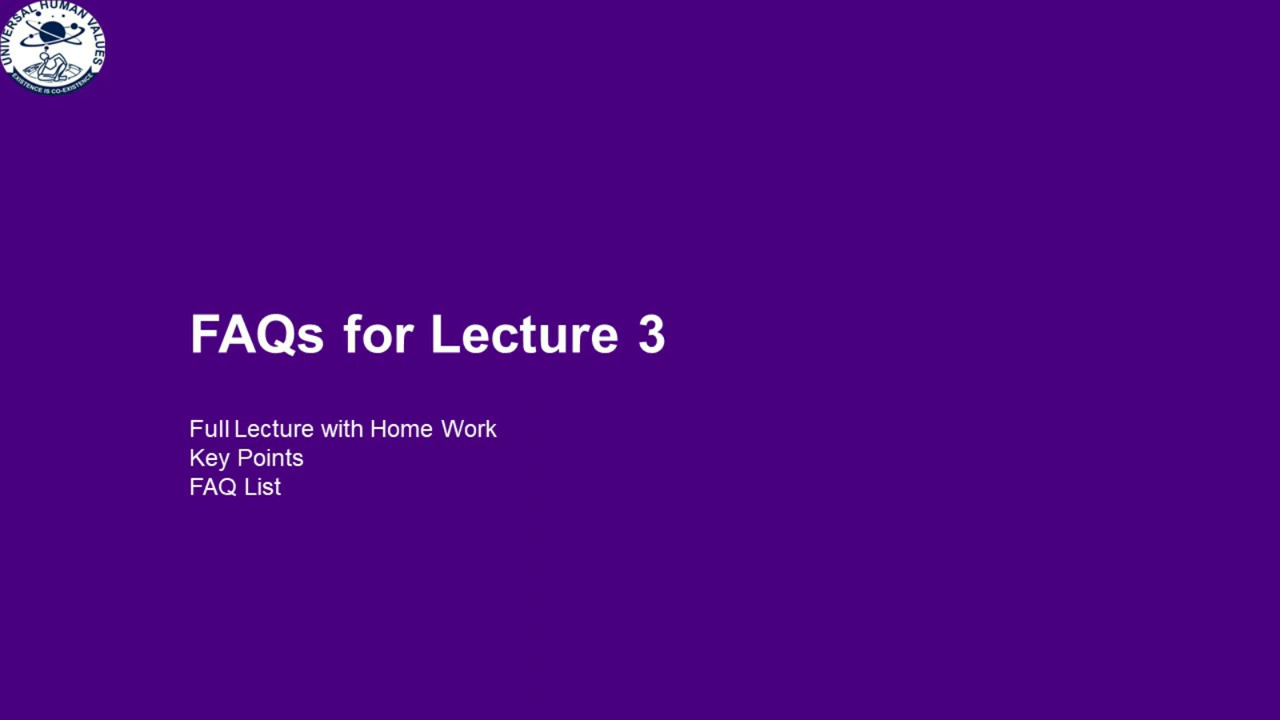 UNIVERSAL HUMAN VALUES
EXISTENCE IS CO-EXISTENCE
FAQs for Lecture 3
Full Lecture with Home Work
Key Points
FAQ List